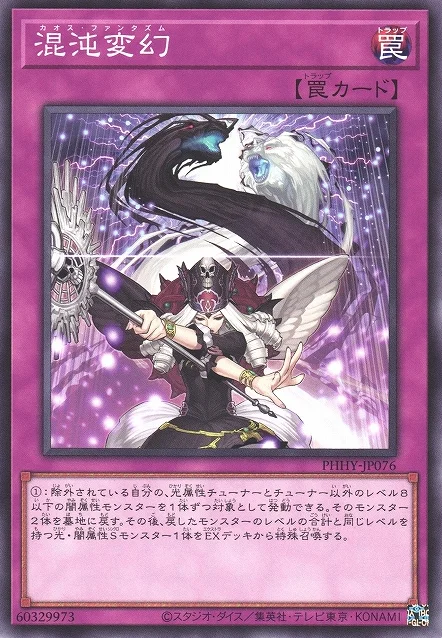 カオス・ファンタズム
混沌変幻
トラップ
罠
トラップ
【罠カード】
PHHY-JP076
①：除外されている自分の、光属性チューナーとチューナー以外のレベル８
以下の闇属性モンスターを１体ずつ対象として発動できる。そのモンスター
２体を墓地に戻す。その後、戻したモンスターのレベルの合計と同じレベルを
持つ光・闇属性Ｓモンスター１体をEXデッキから特殊召喚する。
60329973
©スタジオ・ダイス／集英社・テレビ東京・KONAMI